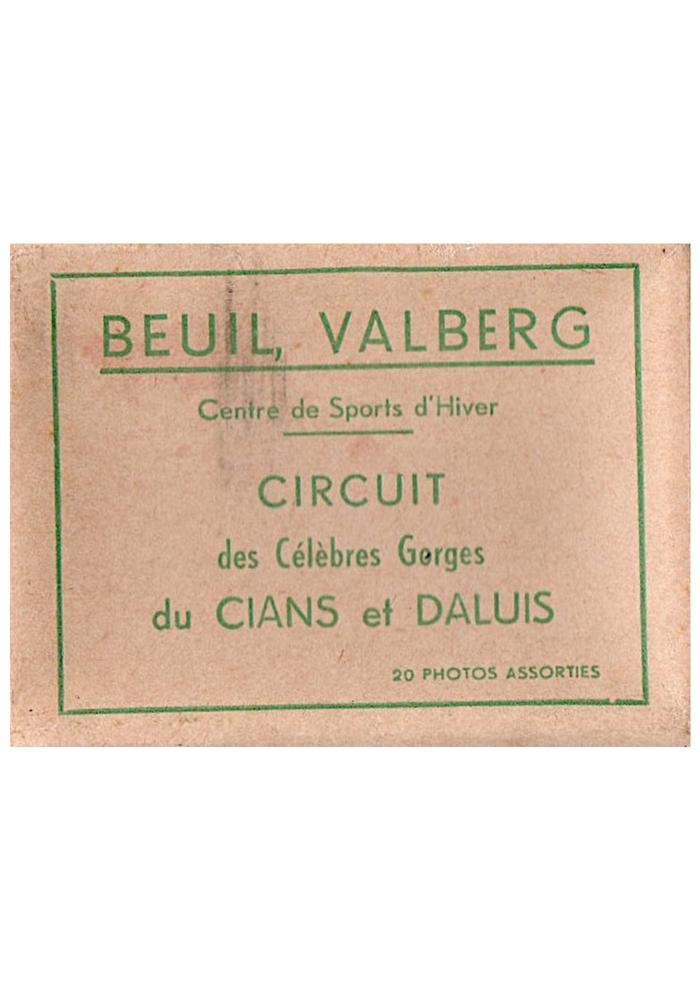 BEUIL, VALBERG
Centre de Sports d'Hiver
CIRCUIT
des Célèbres Gorges
du CIANS et DALUIS
20 PHOTOS ASSORTIES